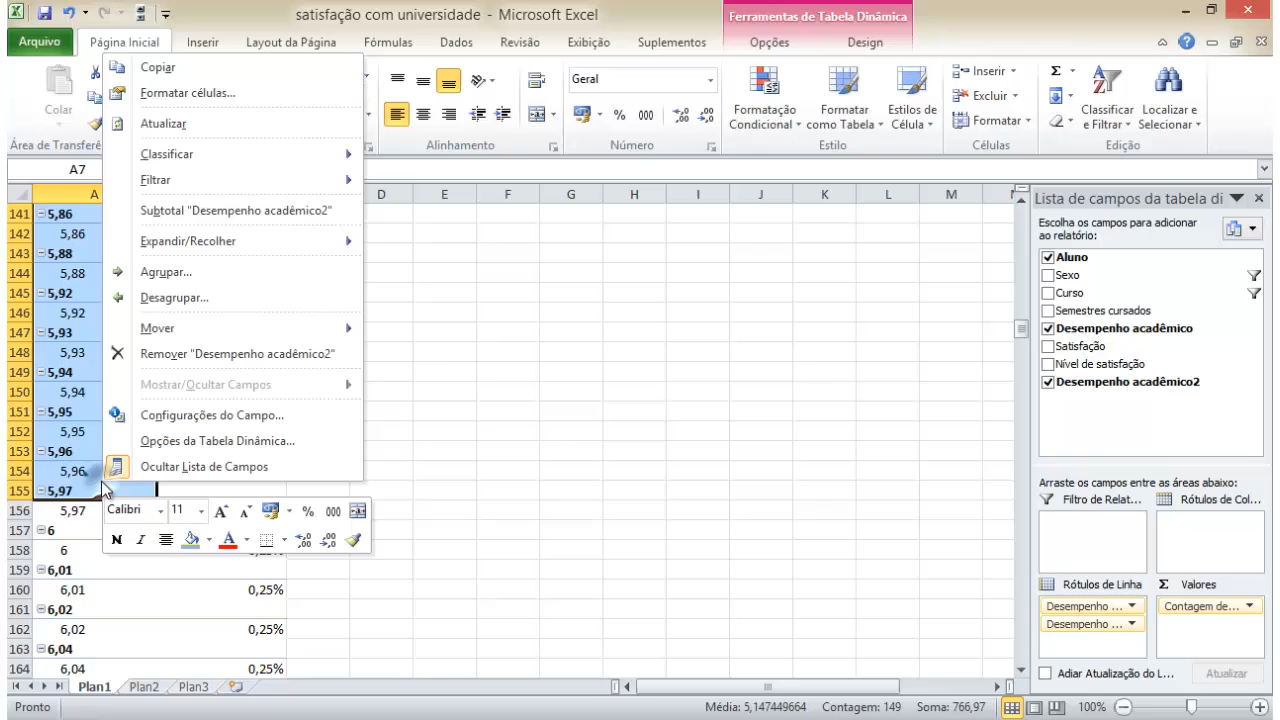 satisfação com universidade - Microsoft Excel
Ferramentas de Tabela Dinâmica
Arquivo
Página Inicial
Inserir
Layout da Página
Fórmulas
Dados
Revisão
Exibição
Suplementos
Opções
Design
Colar
Área de Transferê
Geral
% 000
Alinhamento
Número
Formatação Condicional
Formatar como Tabela
Estilos de Célula
Estilo
Inserir
Excluir
Formatar
Células
Classificar e Filtrar
Localizar e Selecionar
Edição
A7
Copiar
Formatar células...
Atualizar
Classificar
Filtrar
Subtotal "Desempenho acadêmico2"
Expandir/Recolher
Agrupar...
Desagrupar...
Mover
Remover "Desempenho acadêmico2"
Mostrar/Ocultar Campos
Configurações do Campo...
Opções da Tabela Dinâmica...
Ocultar Lista de Campos
Calibri 11 % 000
N I A
A D E F G H I J K L M
141 5,86
142 5,86
143 5,88
144 5,88
145 5,92
146 5,92
147 5,93
148 5,93
149 5,94
150 5,94
151 5,95
152 5,95
153 5,96
154 5,96
155 5,97
156 5,97
157 6
158 6
159 6,01
160 6,01 0,25%
161 6,02
162 6,02 0,25%
163 6,04
164 6,04 0,25%
Lista de campos da tabela di
Escolha os campos para adicionar
ao relatório:
Aluno
Sexo
Curso
Semestres cursados
Desempenho acadêmico
Satisfação
Nível de satisfação
Desempenho acadêmico2
Arraste os campos entre as áreas abaixo:
Filtro de Relat... Rótulos de Col...
Rótulos de Linha Σ Valores
Desempenho ... Contagem de...
Desempenho ...
Adiar Atualização do L... Atualizar
Plan1 Plan2 Plan3
Pronto
Média: 5,147449664 Contagem: 149 Soma: 766,97 100%